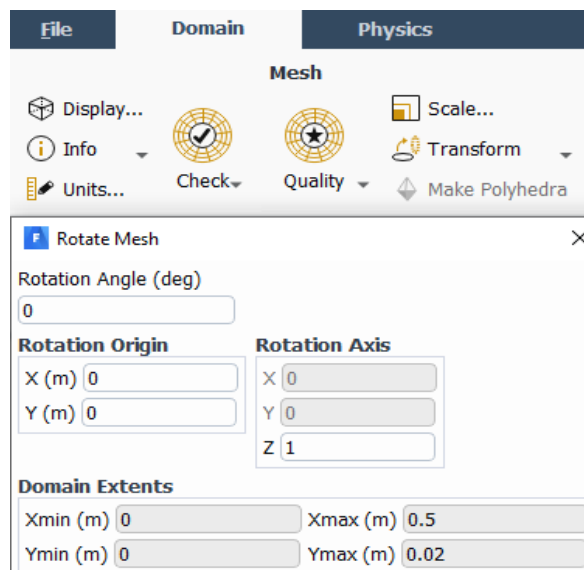 File Domain Physics
Mesh
Display... Scale...
Info Transform
Units... Check Quality Make Polyhedra
F Rotate Mesh
Rotation Angle (deg)
0
Rotation Origin Rotation Axis
X (m) 0 X 0
Y (m) 0 Y 0
Z 1
Domain Extents
Xmin (m) 0 Xmax (m) 0.5
Ymin (m) 0 Ymax (m) 0.02